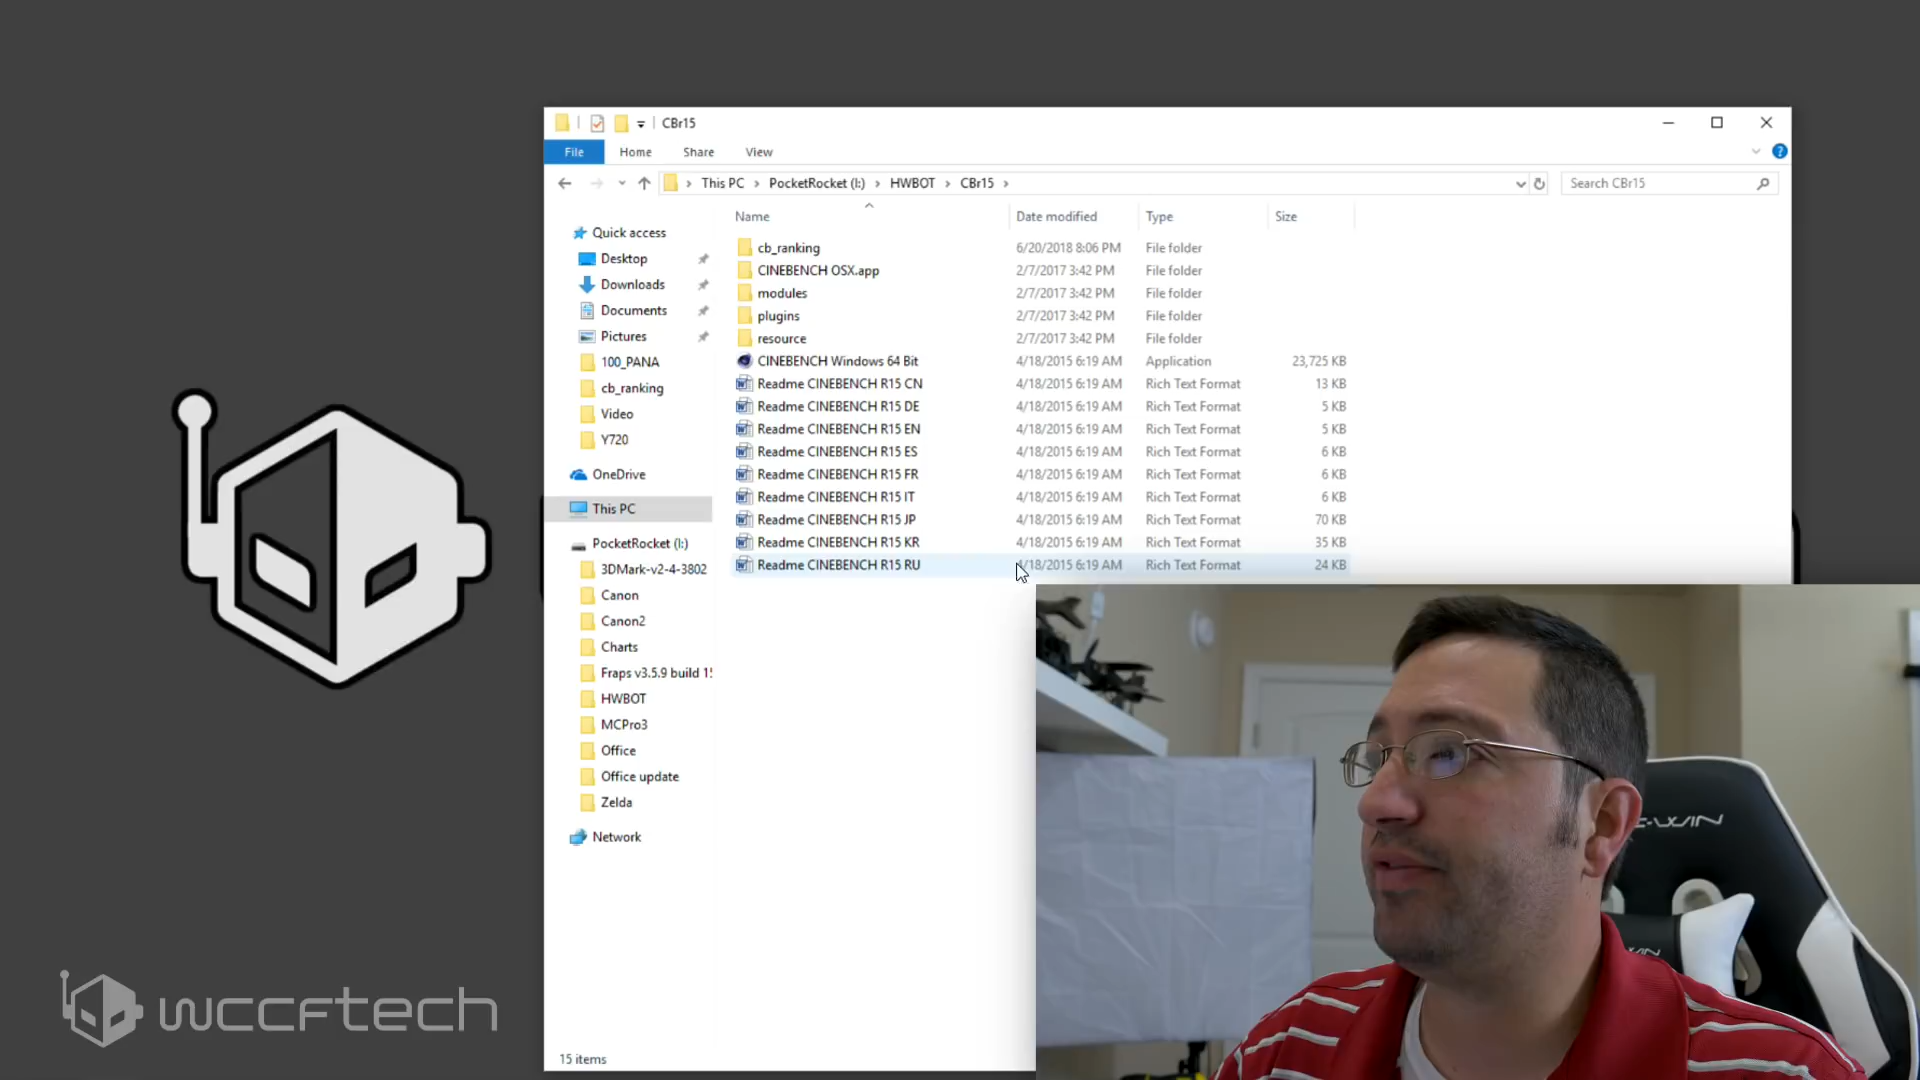 CBr15
File Home Share View
This PC > PocketRocket (I:) > HWBOT > CBr15 >
Search CBr15
Name Date modified Type Size
Quick access
Desktop
Downloads
Documents
Pictures
100_PANA
cb_ranking
Video
Y720
OneDrive
This PC
PocketRocket (I:)
3DMark-v2-4-3802
Canon
Canon2
Charts
Fraps v3.5.9 build 15
HWBOT
MCPro3
Office
Office update
Zelda
Network
cb_ranking 6/20/2018 8:06 PM File folder
CINEBENCH OSX.app 2/7/2017 3:42 PM File folder
modules 2/7/2017 3:42 PM File folder
plugins 2/7/2017 3:42 PM File folder
resource 2/7/2017 3:42 PM File folder
CINEBENCH Windows 64 Bit 4/18/2015 6:19 AM Application 23,725 KB
Readme CINEBENCH R15 CN 4/18/2015 6:19 AM Rich Text Format 13 KB
Readme CINEBENCH R15 DE 4/18/2015 6:19 AM Rich Text Format 5 KB
Readme CINEBENCH R15 EN 4/18/2015 6:19 AM Rich Text Format 5 KB
Readme CINEBENCH R15 ES 4/18/2015 6:19 AM Rich Text Format 6 KB
Readme CINEBENCH R15 FR 4/18/2015 6:19 AM Rich Text Format 6 KB
Readme CINEBENCH R15 IT 4/18/2015 6:19 AM Rich Text Format 6 KB
Readme CINEBENCH R15 JP 4/18/2015 6:19 AM Rich Text Format 70 KB
Readme CINEBENCH R15 KR 4/18/2015 6:19 AM Rich Text Format 35 KB
Readme CINEBENCH R15 RU 4/18/2015 6:19 AM Rich Text Format 24 KB
15 items
wccftech